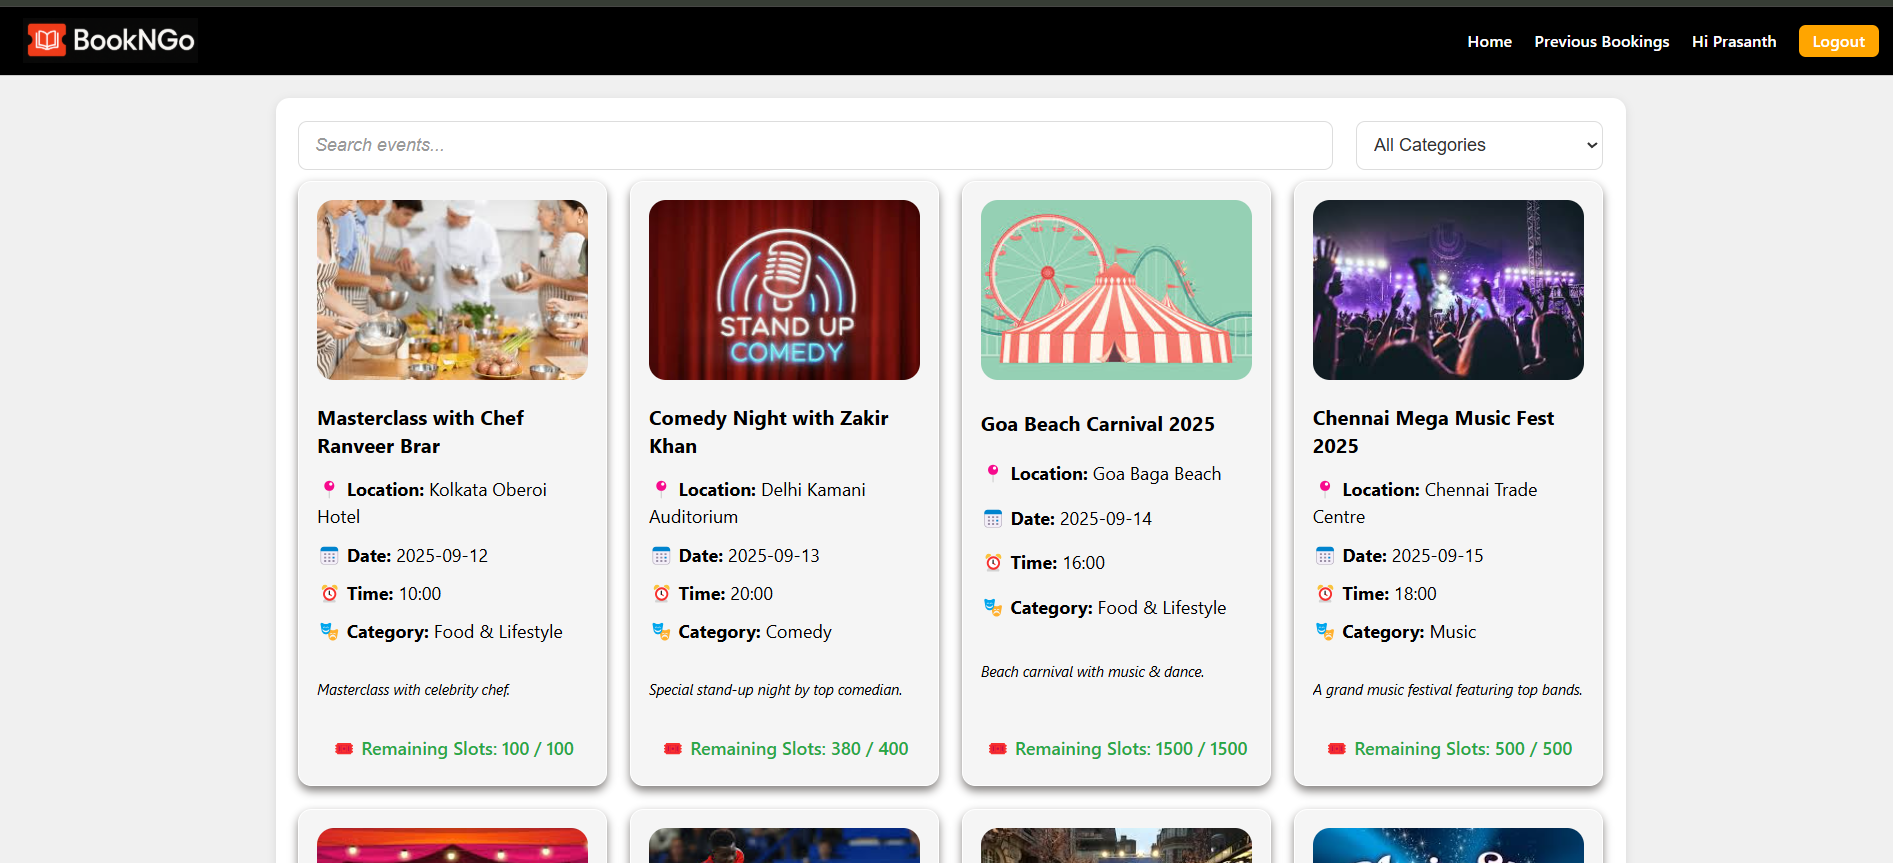 BookNGo
Home Previous Bookings Hi Prasanth Logout
Search events...
All Categories
Masterclass with Chef
Ranveer Brar
Location: Kolkata Oberoi
Hotel
Date: 2025-09-12
Time: 10:00
Category: Food & Lifestyle
Masterclass with celebrity chef.
Remaining Slots: 100 / 100
STAND UP
COMEDY
Comedy Night with Zakir
Khan
Location: Delhi Kamani
Auditorium
Date: 2025-09-13
Time: 20:00
Category: Comedy
Special stand-up night by top comedian.
Remaining Slots: 380 / 400
Goa Beach Carnival 2025
Location: Goa Baga Beach
Date: 2025-09-14
Time: 16:00
Category: Food & Lifestyle
Beach carnival with music & dance.
Remaining Slots: 1500 / 1500
Chennai Mega Music Fest
2025
Location: Chennai Trade
Centre
Date: 2025-09-15
Time: 18:00
Category: Music
A grand music festival featuring top bands.
Remaining Slots: 500 / 500